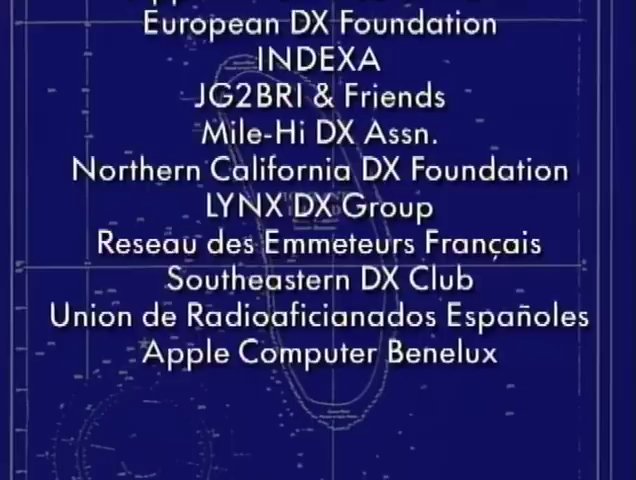 European DX Foundation
INDEXA
JG2BRI & Friends
Mile-Hi DX Assn.
Northern California DX Foundation
LYNX DX Group
Reseau des Emmeteurs Français
Southeastern DX Club
Union de Radioaficianados Españoles
Apple Computer Benelux